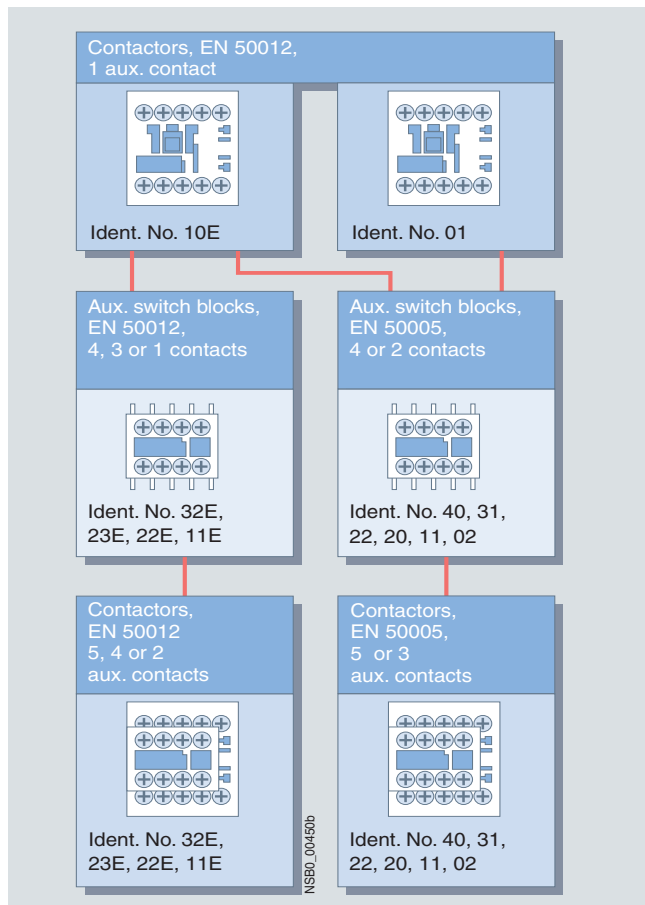 Contactors, EN 50012,
1 aux. contact
Ident. No. 10E
Ident. No. 01
Aux. switch blocks,
EN 50012,
4, 3 or 1 contacts
Ident. No. 32E,
23E, 22E, 11E
Aux. switch blocks,
EN 50005,
4 or 2 contacts
Ident. No. 40, 31,
22, 20, 11, 02
Contactors,
EN 50012
5, 4 or 2
aux. contacts
Ident. No. 32E,
23E, 22E, 11E
Contactors,
EN 50005,
5 or 3
aux. contacts
Ident. No. 40, 31,
22, 20, 11, 02
NSB0_00450b